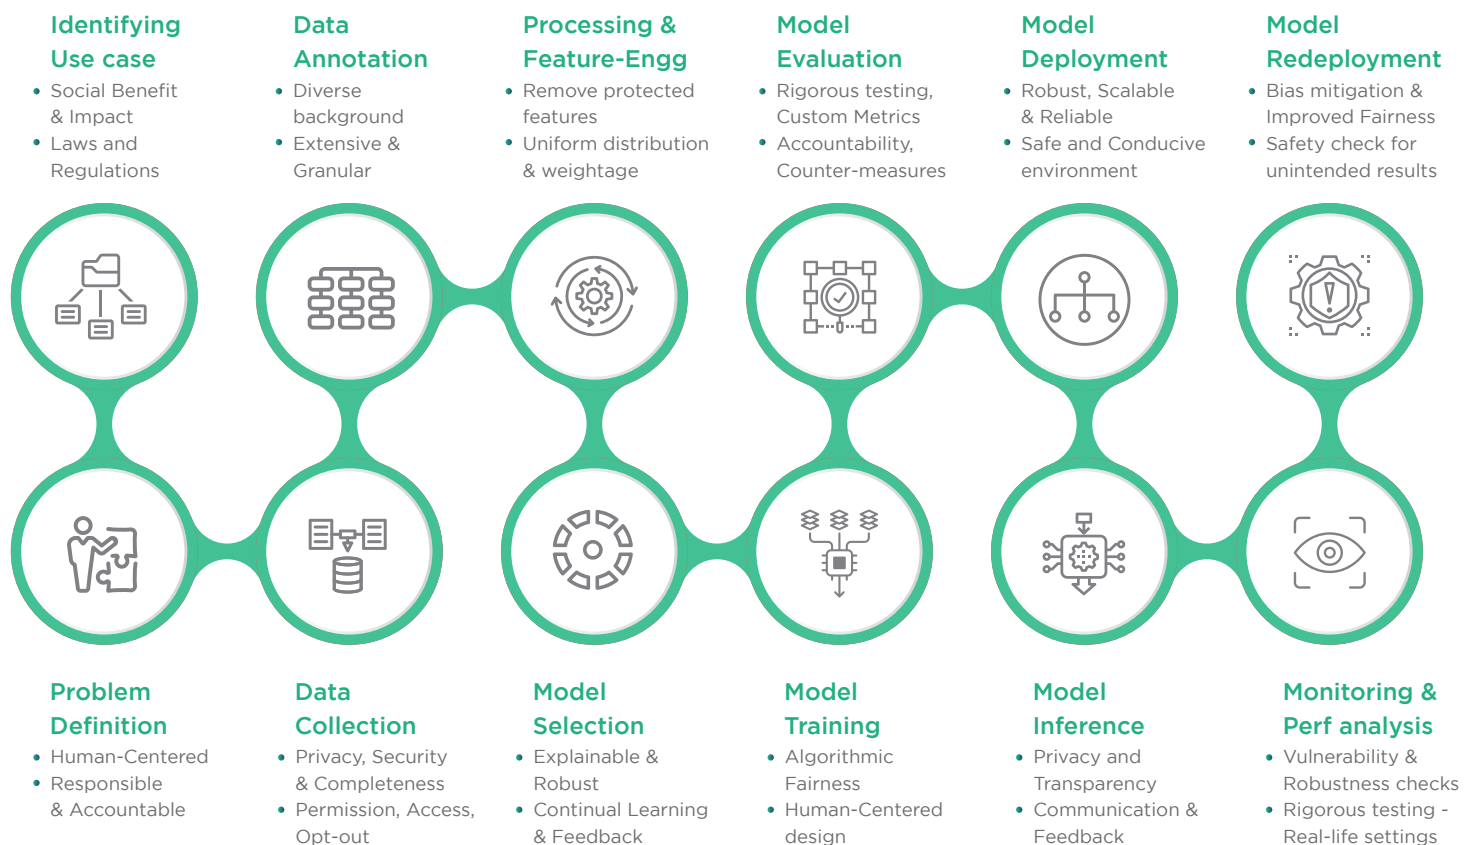 Identifying
Use case
• Social Benefit
& Impact
• Laws and
Regulations
Data
Annotation
• Diverse
background
• Extensive &
Granular
Processing &
Feature-Engg
• Remove protected
features
• Uniform distribution
& weightage
Model
Evaluation
• Rigorous testing,
Custom Metrics
• Accountability,
Counter-measures
Model
Deployment
• Robust, Scalable
& Reliable
• Safe and Conducive
environment
Model
Redeployment
• Bias mitigation &
Improved Fairness
• Safety check for
unintended results
Problem
Definition
• Human-Centered
• Responsible
& Accountable
Data
Collection
• Privacy, Security
& Completeness
• Permission, Access,
Opt-out
Model
Selection
• Explainable &
Robust
• Continual Learning
& Feedback
Model
Training
• Algorithmic
Fairness
• Human-Centered
design
Model
Inference
• Privacy and
Transparency
• Communication &
Feedback
Monitoring &
Perf analysis
• Vulnerability &
Robustness checks
• Rigorous testing -
Real-life settings